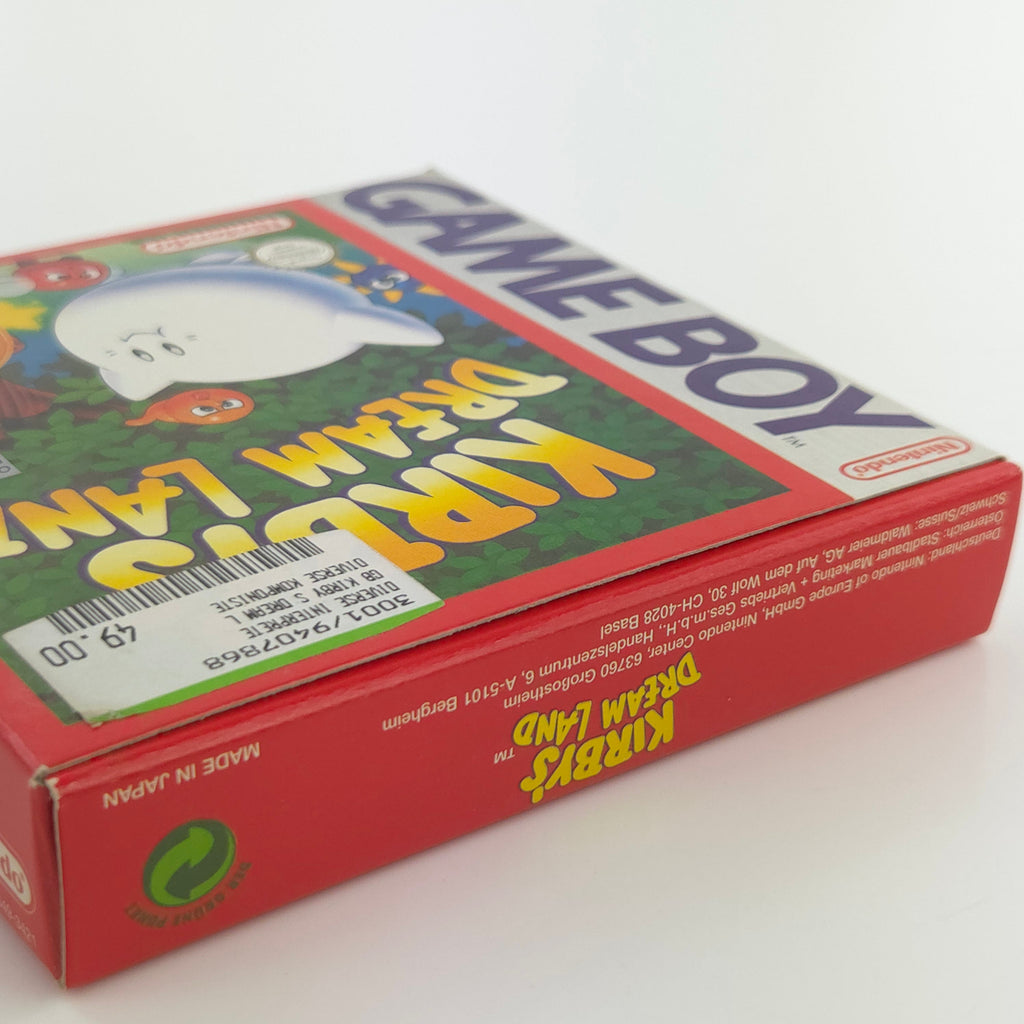 GAME BOY
TM
Nintendo
Nintendo
KIRBY'S
DREAM LAND
3001/9407868
DIVERSE INTERPRETE
GB KIRBY S DREAM L
DIVERSE KOMPONISTE
49.00
Deutschland: Nintendo of Europe GmbH, Nintendo Center, 63760 Großostheim
Österreich: Stadlbauer Marketing + Vertriebs Ges.m.b.H., Handelszentrum 6, A-5101 Bergheim
Schweiz/Suisse: Waldmeier AG, Auf dem Wolf 30, CH-4028 Basel
KIRBY'S
DREAM LAND
TM
MADE IN JAPAN
DER GRÜNE PUNKT